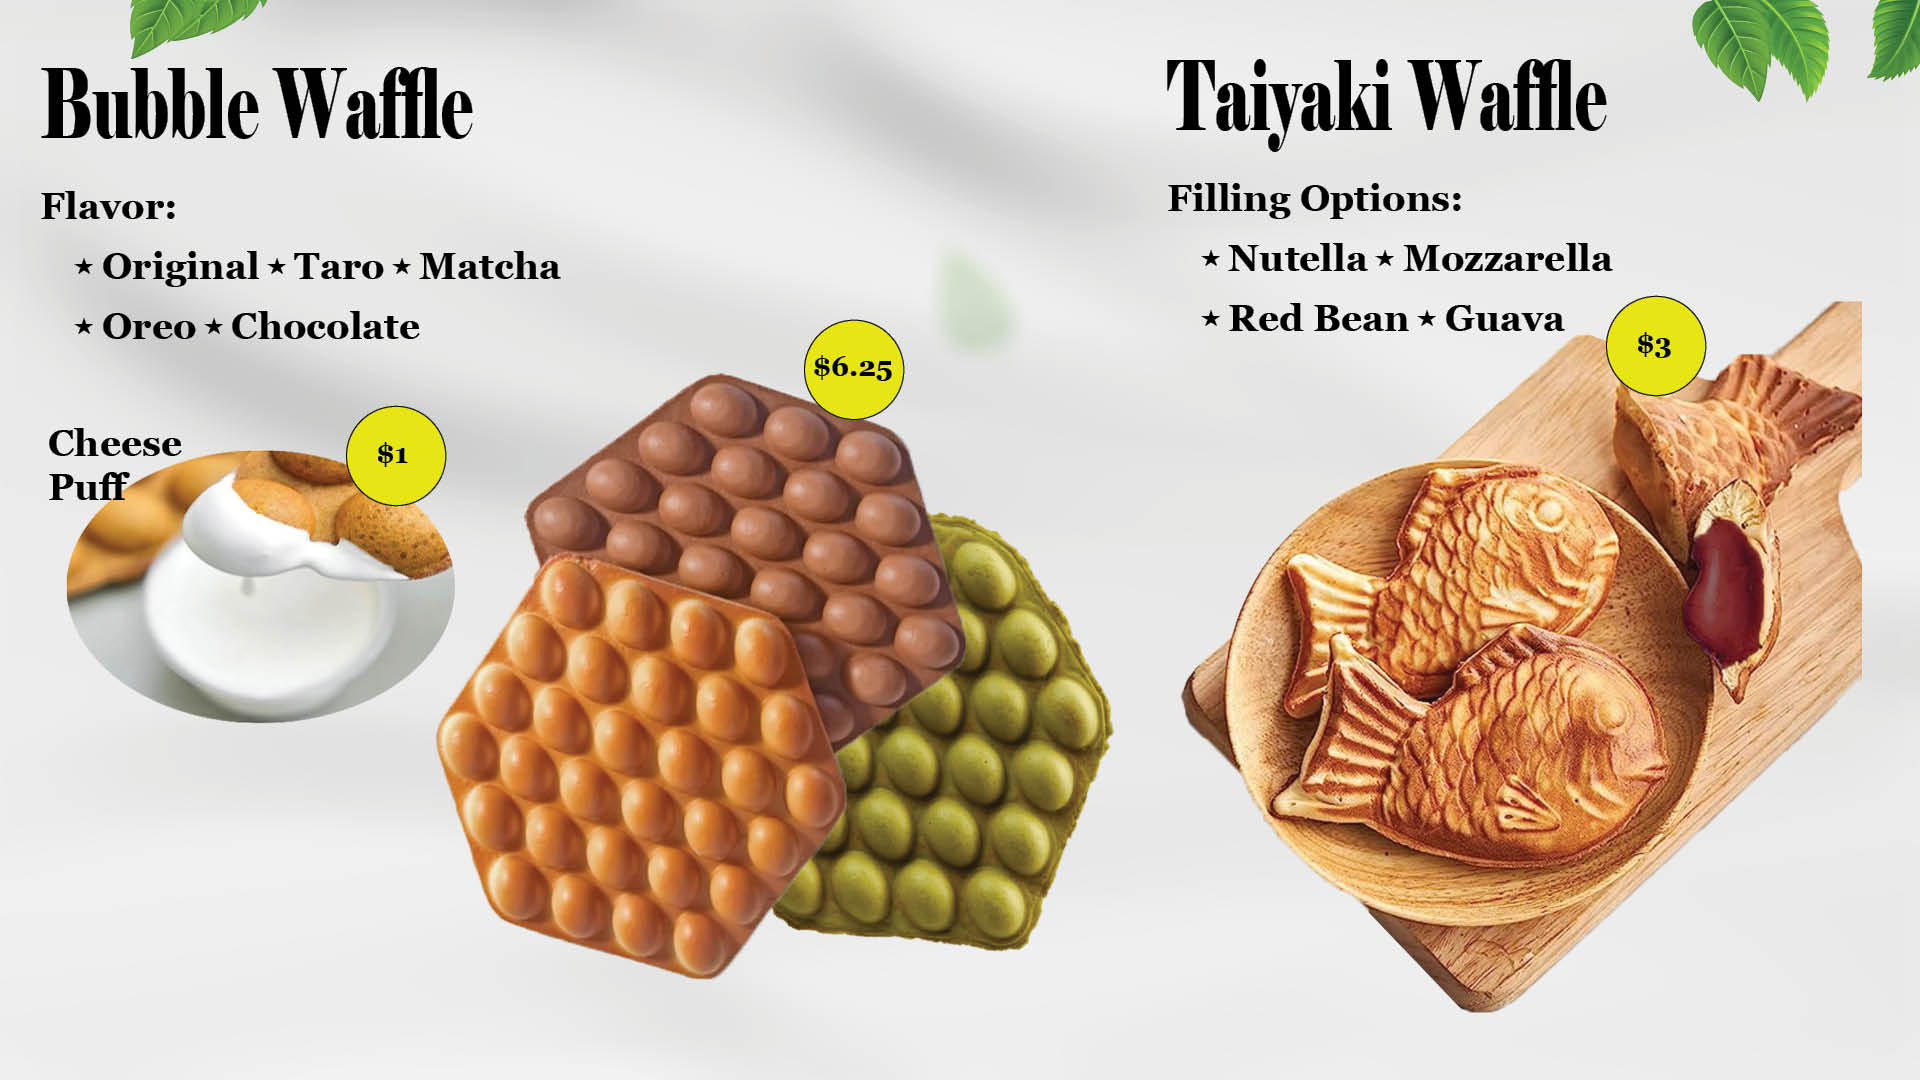 Bubble Waffle
Flavor:
★ Original ★ Taro ★ Matcha
★ Oreo ★ Chocolate
$6.25
Cheese
Puff
$1
Taiyaki Waffle
Filling Options:
★ Nutella ★ Mozzarella
★ Red Bean ★ Guava
$3